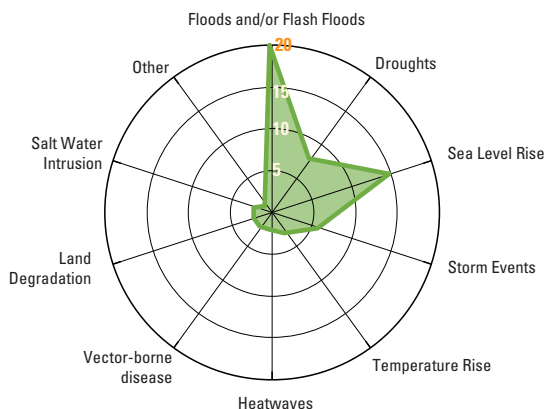 Floods and/or Flash Floods
20
Other
Droughts
15
10
Salt Water
Intrusion
Sea Level Rise
5
Land
Degradation
Storm Events
Vector-borne
disease
Temperature Rise
Heatwaves